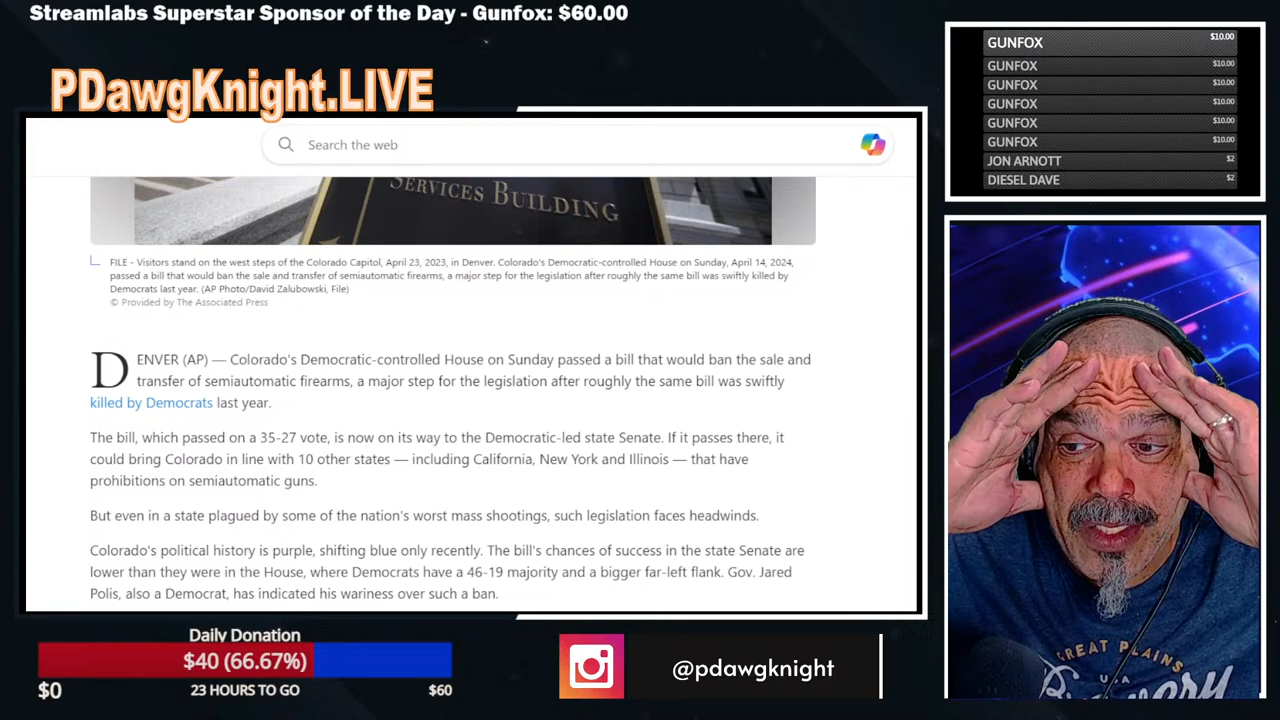 Streamlabs Superstar Sponsor of the Day - Gunfox: $60.00
PDawgKnight.LIVE
GUNFOX $10.00
GUNFOX $10.00
GUNFOX $10.00
GUNFOX $10.00
GUNFOX $10.00
GUNFOX $10.00
JON ARNOTT $2
DIESEL DAVE $2
Search the web
SERVICES BUILDING
FILE - Visitors stand on the west steps of the Colorado Capitol, April 23, 2023, in Denver. Colorado's Democratic-controlled House on Sunday, April 14, 2024,
passed a bill that would ban the sale and transfer of semiautomatic firearms, a major step for the legislation after roughly the same bill was swiftly killed by
Democrats last year. (AP Photo/David Zalubowski, File)
© Provided by The Associated Press
DENVER (AP) — Colorado's Democratic-controlled House on Sunday passed a bill that would ban the sale and
transfer of semiautomatic firearms, a major step for the legislation after roughly the same bill was swiftly
killed by Democrats last year.
The bill, which passed on a 35-27 vote, is now on its way to the Democratic-led state Senate. If it passes there, it
could bring Colorado in line with 10 other states — including California, New York and Illinois — that have
prohibitions on semiautomatic guns.
But even in a state plagued by some of the nation's worst mass shootings, such legislation faces headwinds.
Colorado's political history is purple, shifting blue only recently. The bill's chances of success in the state Senate are
lower than they were in the House, where Democrats have a 46-19 majority and a bigger far-left flank. Gov. Jared
Polis, also a Democrat, has indicated his wariness over such a ban.
Daily Donation
$40 (66.67%)
$0 23 HOURS TO GO $60
@pdawgknight
GREAT PLAINS
U.S.A